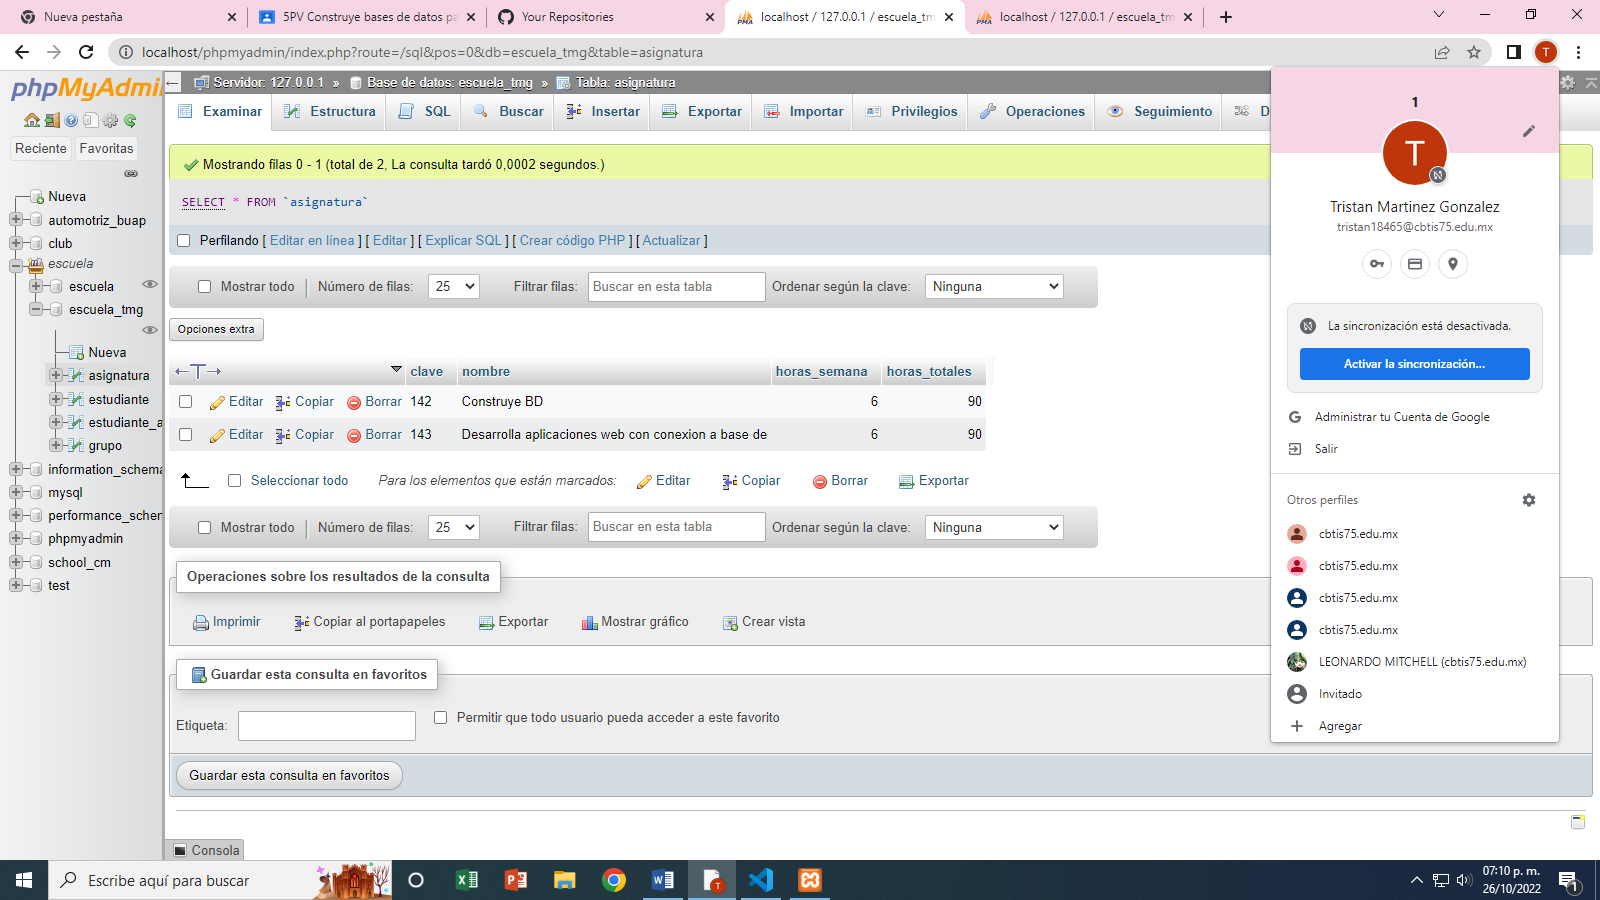 Nueva pestaña
5PV Construye bases de datos pa
Your Repositories
localhost / 127.0.0.1 / escuela_tm
localhost / 127.0.0.1 / escuela_tm
localhost/phpmyadmin/index.php?route=/sql&pos=0&db=escuela_tmg&table=asignatura
T
phpMyAdmin
Reciente
Favoritas
Nueva
automotriz_buap
club
escuela
escuela
escuela_tmg
Nueva
asignatura
estudiante
estudiante_a
grupo
information_schema
mysql
performance_schem
phpmyadmin
school_cm
test
Servidor: 127.0.0.1 » Base de datos: escuela_tmg » Tabla: asignatura
Examinar
Estructura
SQL
Buscar
Insertar
Exportar
Importar
Privilegios
Operaciones
Seguimiento
D
Mostrando filas 0 - 1 (total de 2, La consulta tardó 0,0002 segundos.)
SELECT * FROM `asignatura`
Perfilando [ Editar en línea ] [ Editar ] [ Explicar SQL ] [ Crear código PHP ] [ Actualizar ]
Mostrar todo | Número de filas: 25 Filtrar filas: Buscar en esta tabla Ordenar según la clave: Ninguna
Opciones extra
←T→ clave nombre horas_semana horas_totales
Editar Copiar Borrar 142 Construye BD 6 90
Editar Copiar Borrar 143 Desarrolla aplicaciones web con conexion a base de 6 90
Seleccionar todo Para los elementos que están marcados: Editar Copiar Borrar Exportar
Mostrar todo | Número de filas: 25 Filtrar filas: Buscar en esta tabla Ordenar según la clave: Ninguna
Operaciones sobre los resultados de la consulta
Imprimir Copiar al portapapeles Exportar Mostrar gráfico Crear vista
Guardar esta consulta en favoritos
Etiqueta: Permitir que todo usuario pueda acceder a este favorito
Guardar esta consulta en favoritos
Consola
1
T
Tristan Martinez Gonzalez
tristan18465@cbtis75.edu.mx
La sincronización está desactivada.
Activar la sincronización...
Administrar tu Cuenta de Google
Salir
Otros perfiles
cbtis75.edu.mx
cbtis75.edu.mx
cbtis75.edu.mx
cbtis75.edu.mx
LEONARDO MITCHELL (cbtis75.edu.mx)
Invitado
Agregar
Escribe aquí para buscar
07:10 p. m.
26/10/2022
1